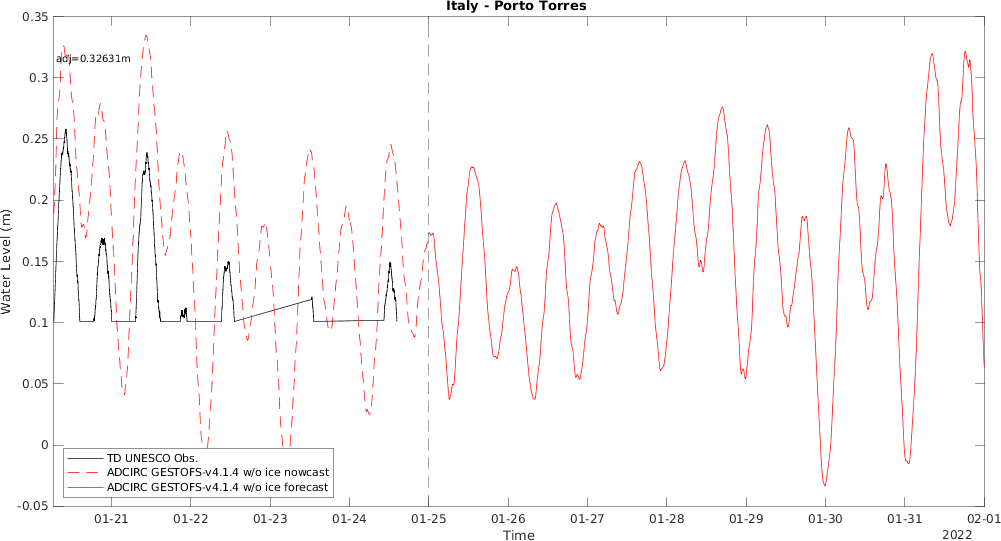 Italy - Porto Torres
adj=0.32631m
0.35
0.3
0.25
0.2
0.15
0.1
0.05
0
-0.05
Water Level (m)
TD UNESCO Obs.
ADCIRC GESTOFS-v4.1.4 w/o ice nowcast
ADCIRC GESTOFS-v4.1.4 w/o ice forecast
01-21 01-22 01-23 01-24 01-25 01-26 01-27 01-28 01-29 01-30 01-31 02-01
Time
2022